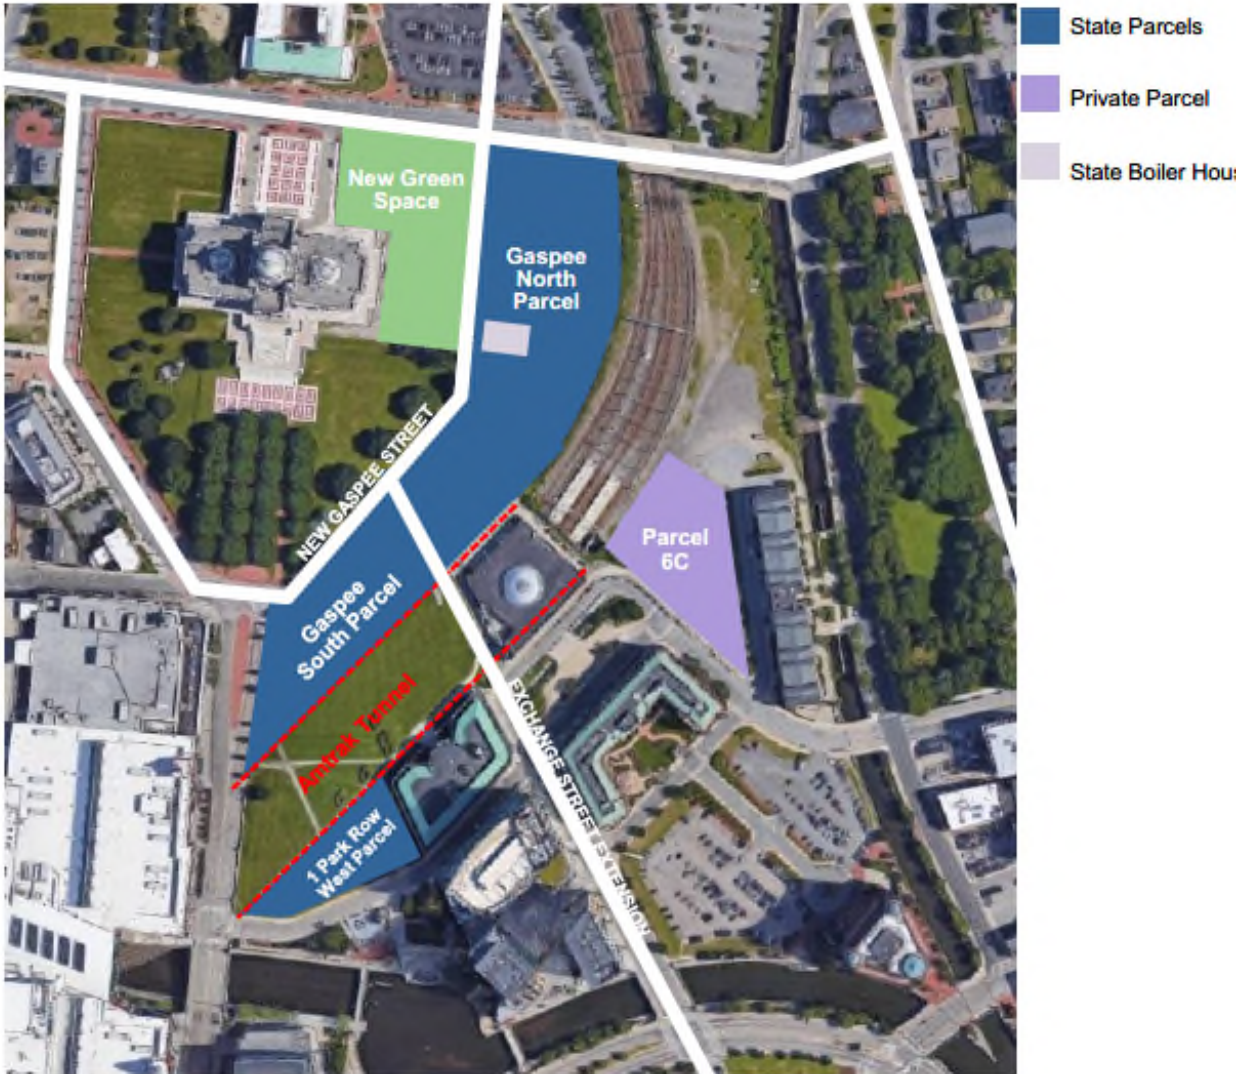 State Parcels
Private Parcel
State Boiler Hous
New Green
Space
Gaspee
North
Parcel
NEW GASPEE STREET
Parcel
6C
Gaspee
South Parcel
Amtrak Tunnel
EXCHANGE STREET EXTENSION
1 Park Row
West Parcel